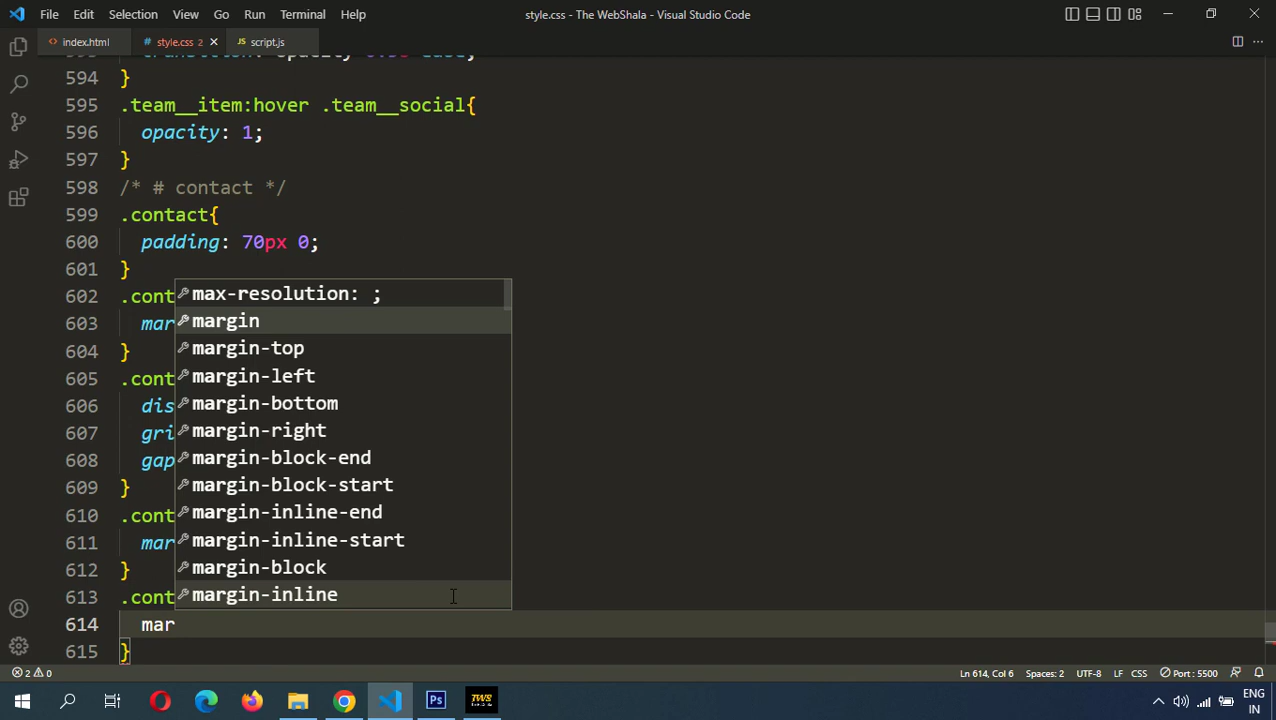 File Edit Selection View Go Run Terminal Help
style.css - The WebShala - Visual Studio Code
index.html
style.css 2
script.js
594 }
595 .team__item:hover .team__social{
596 opacity: 1;
597 }
598 /* # contact */
599 .contact{
600 padding: 70px 0;
601 }
602 .cont
603 mar
604 }
605 .cont
606 dis
607 gri
608 gap
609 }
610 .cont
611 mar
612 }
613 .cont
614 mar
615 }
max-resolution: ;
margin
margin-top
margin-left
margin-bottom
margin-right
margin-block-end
margin-block-start
margin-inline-end
margin-inline-start
margin-block
margin-inline
2 0
Ln 614, Col 6 Spaces: 2 UTF-8 LF CSS Port : 5500
Ps
TWS
ENG
IN